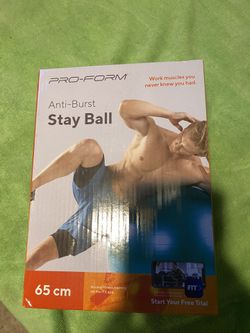 PRO-FORM
Work muscles you
never knew you had.
Anti-Burst
Stay Ball
65 cm
Start Your Free Trial